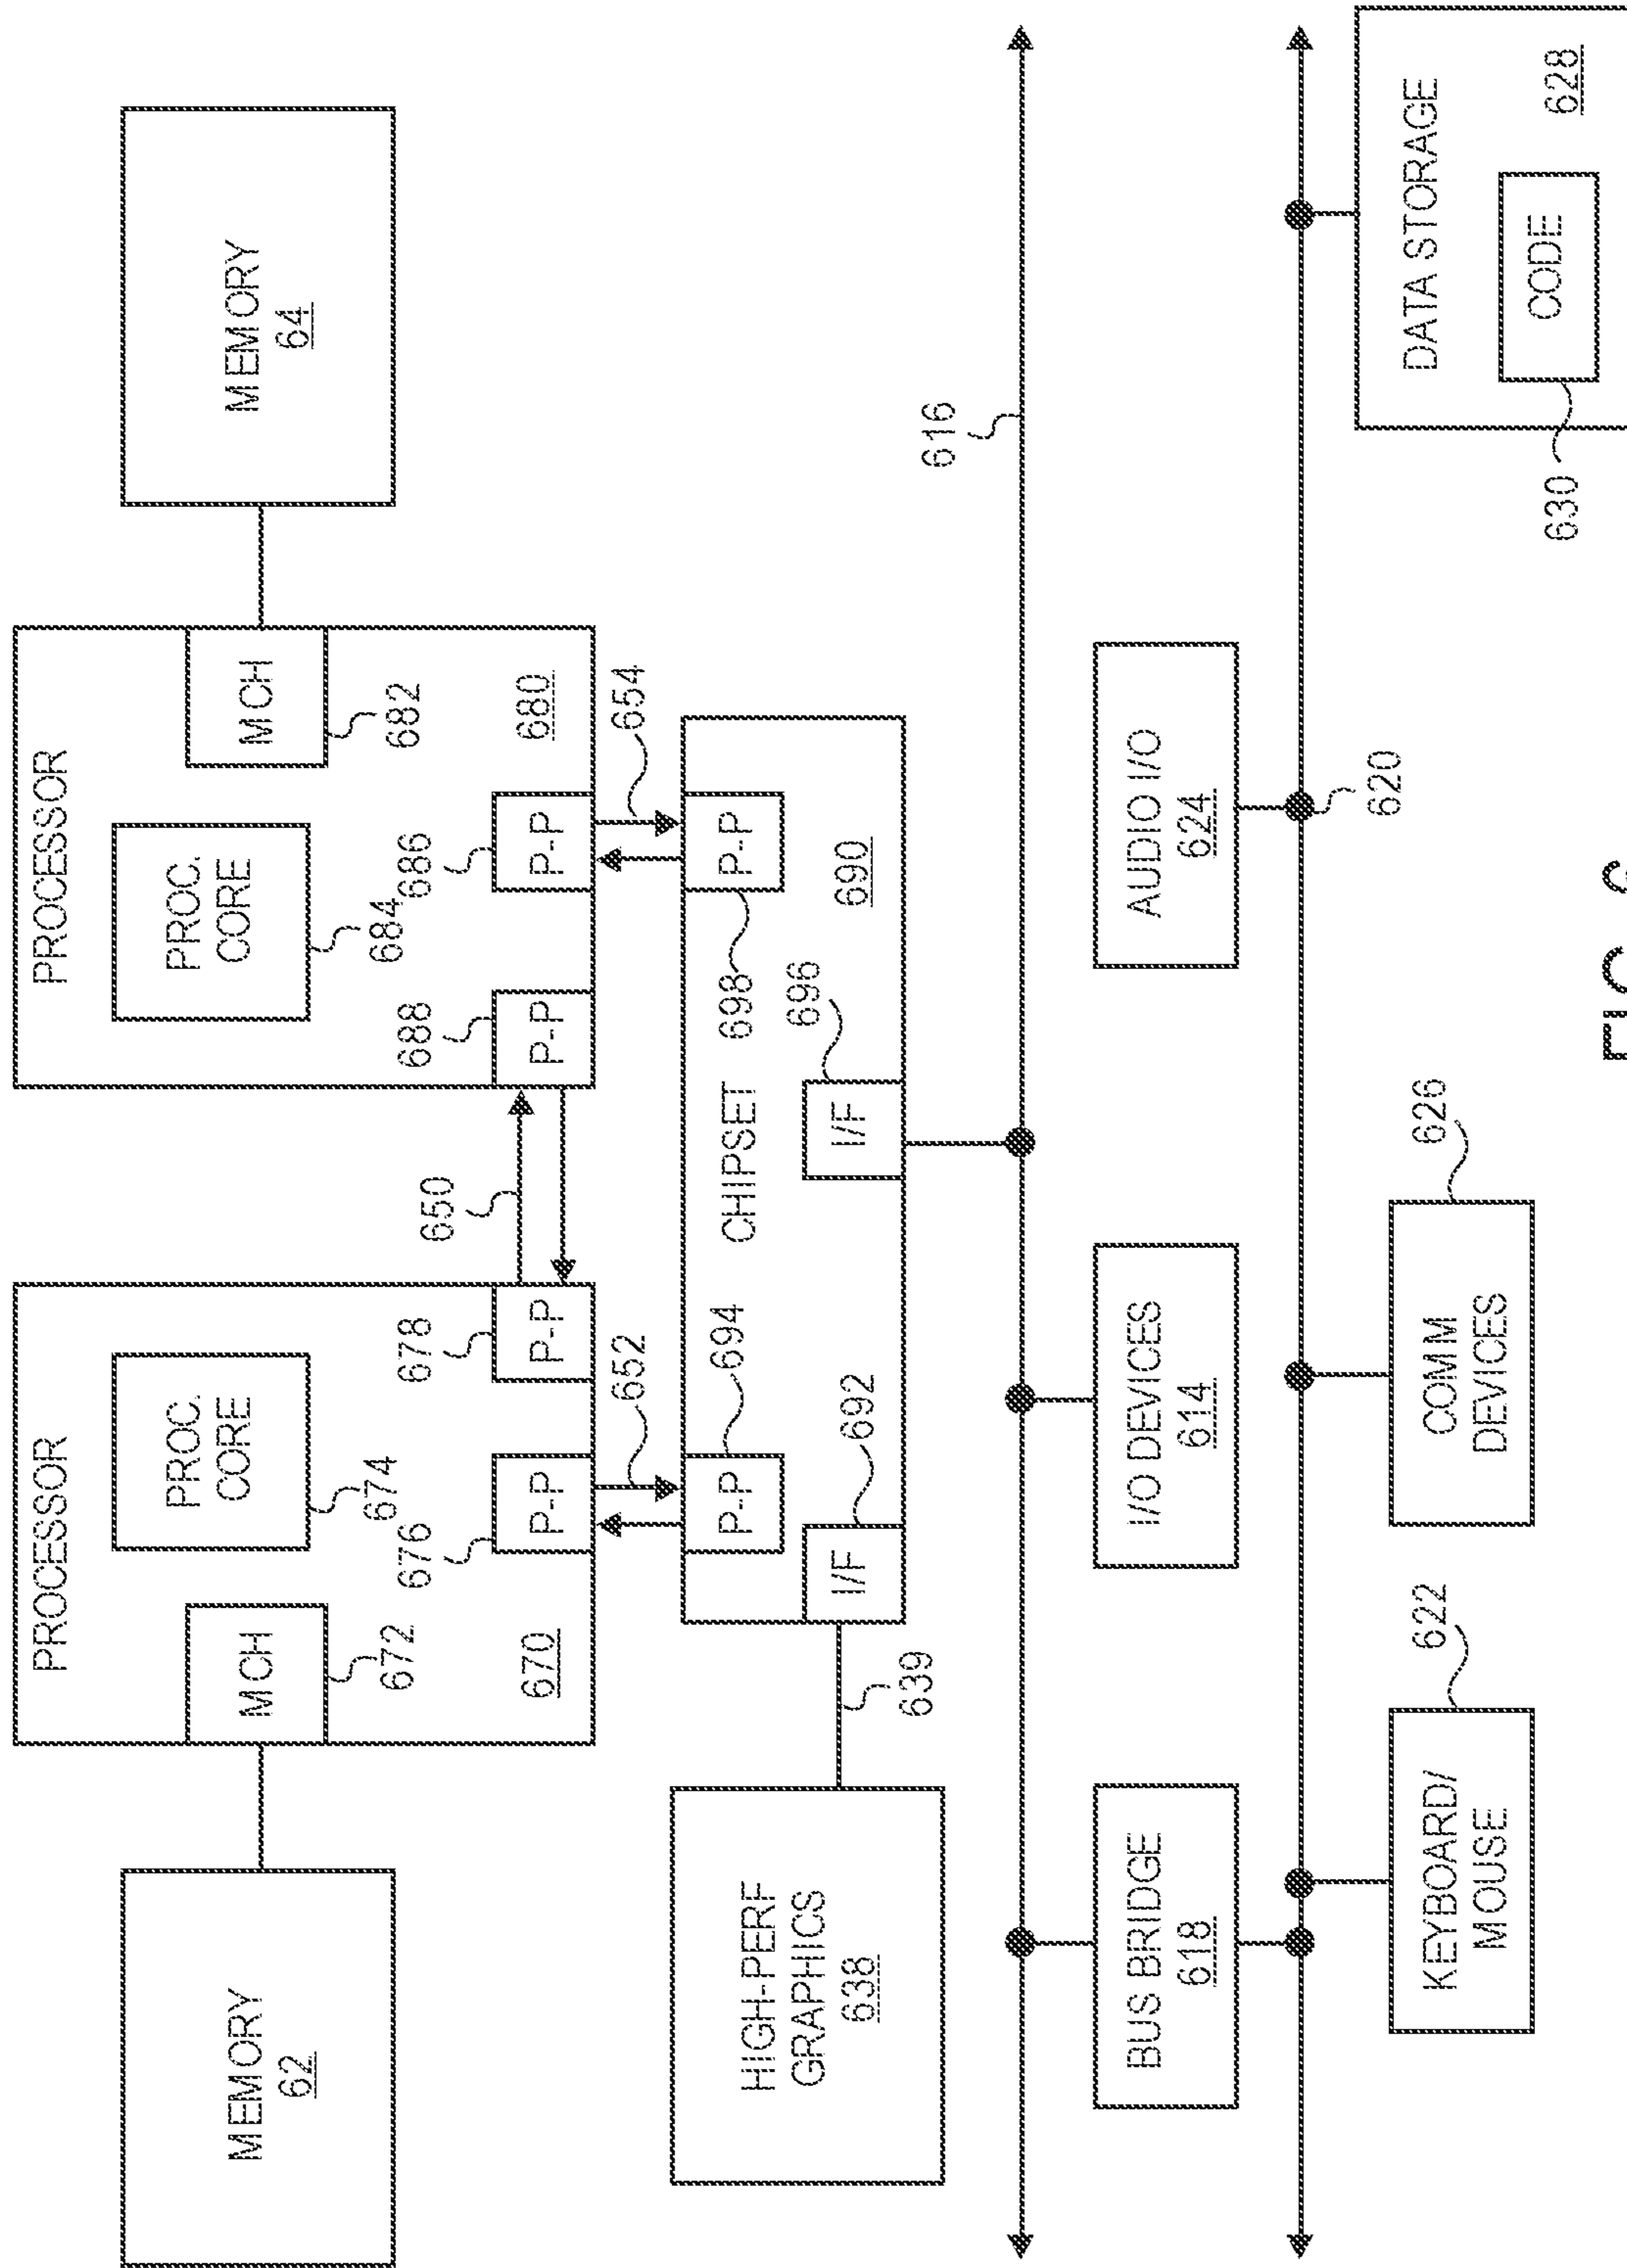 PROCESSOR
PROCESSOR
MEMORY
62
MCH
672
PROC.
CORE
674
676
P-P
678
P-P
670
650
688
P-P
PROC.
CORE
684
686
P-P
MCH
682
680
MEMORY
64
652
654
HIGH-PERF
GRAPHICS
638
639
P-P
694
I/F
692
CHIPSET
698
P-P
I/F
696
690
616
BUS BRIDGE
618
I/O DEVICES
614
AUDIO I/O
624
620
KEYBOARD/
MOUSE
622
COMM
DEVICES
626
DATA STORAGE
CODE
628
630